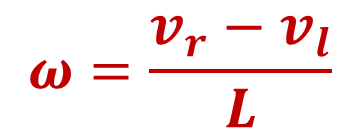 ω = (v_r − v_l) / L